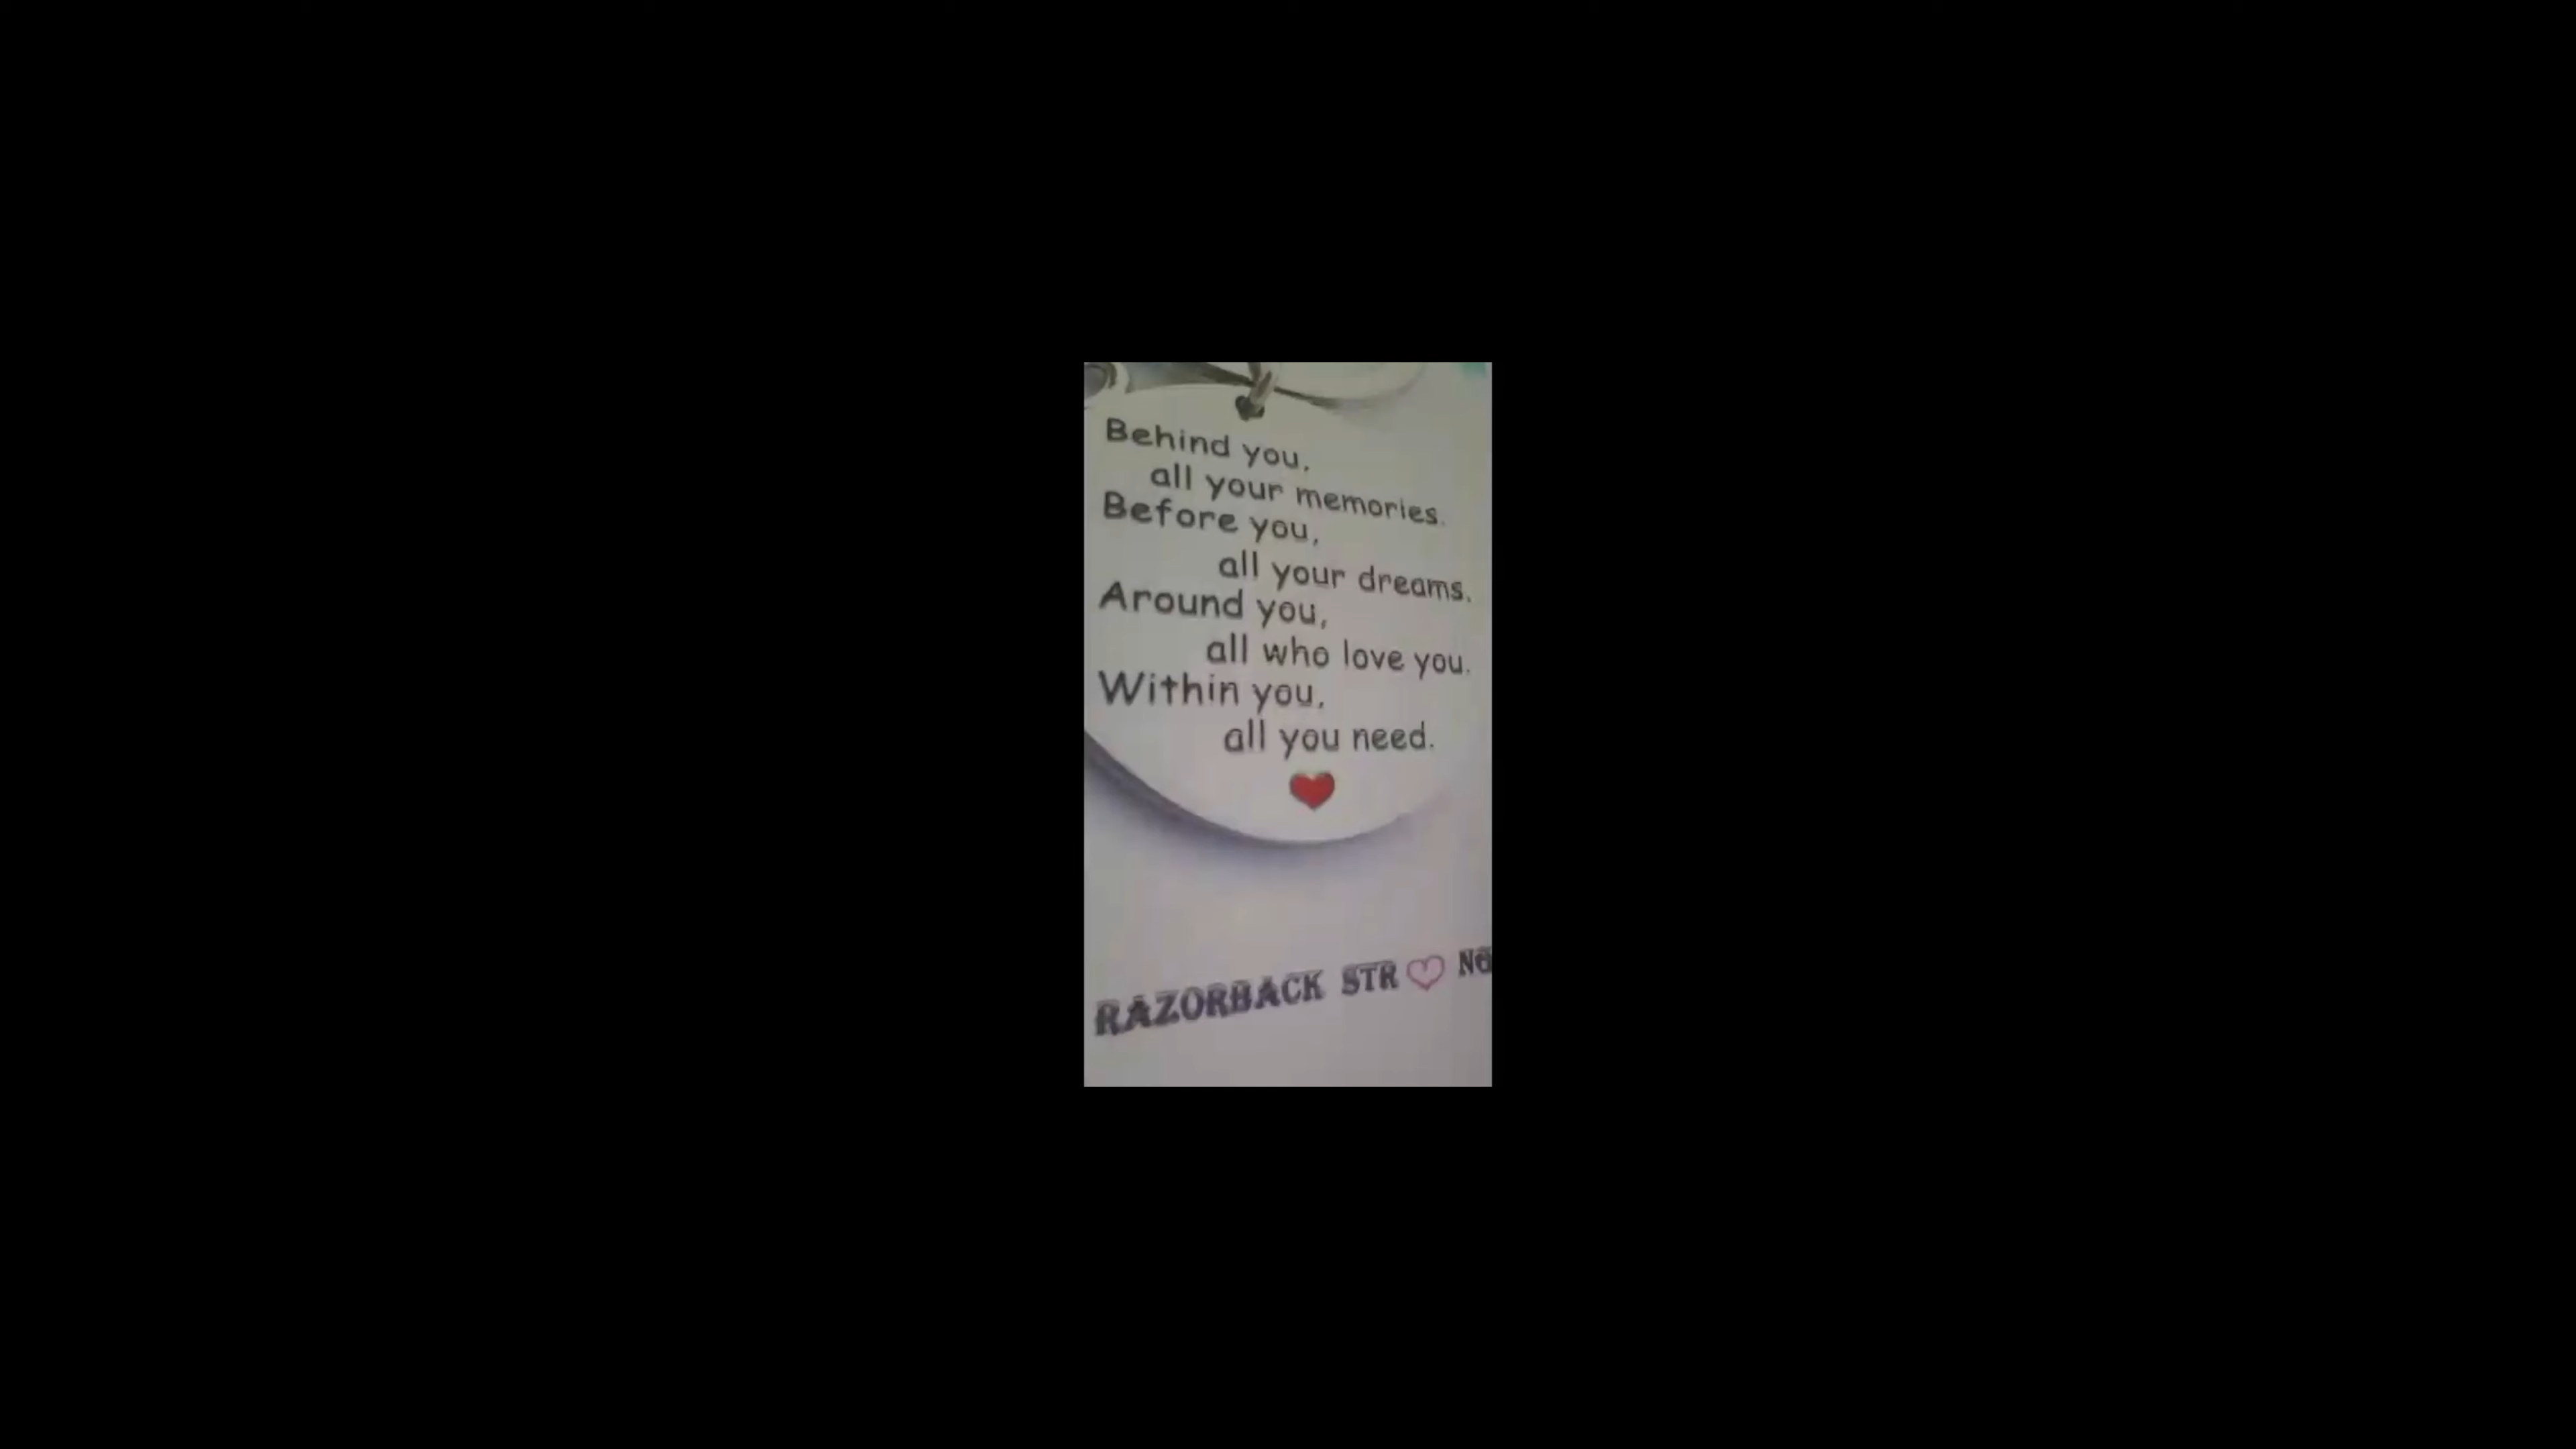 Behind you,
all your memories.
Before you,
all your dreams.
Around you,
all who love you.
Within you,
all you need.
RAZORBACK STR♡NG